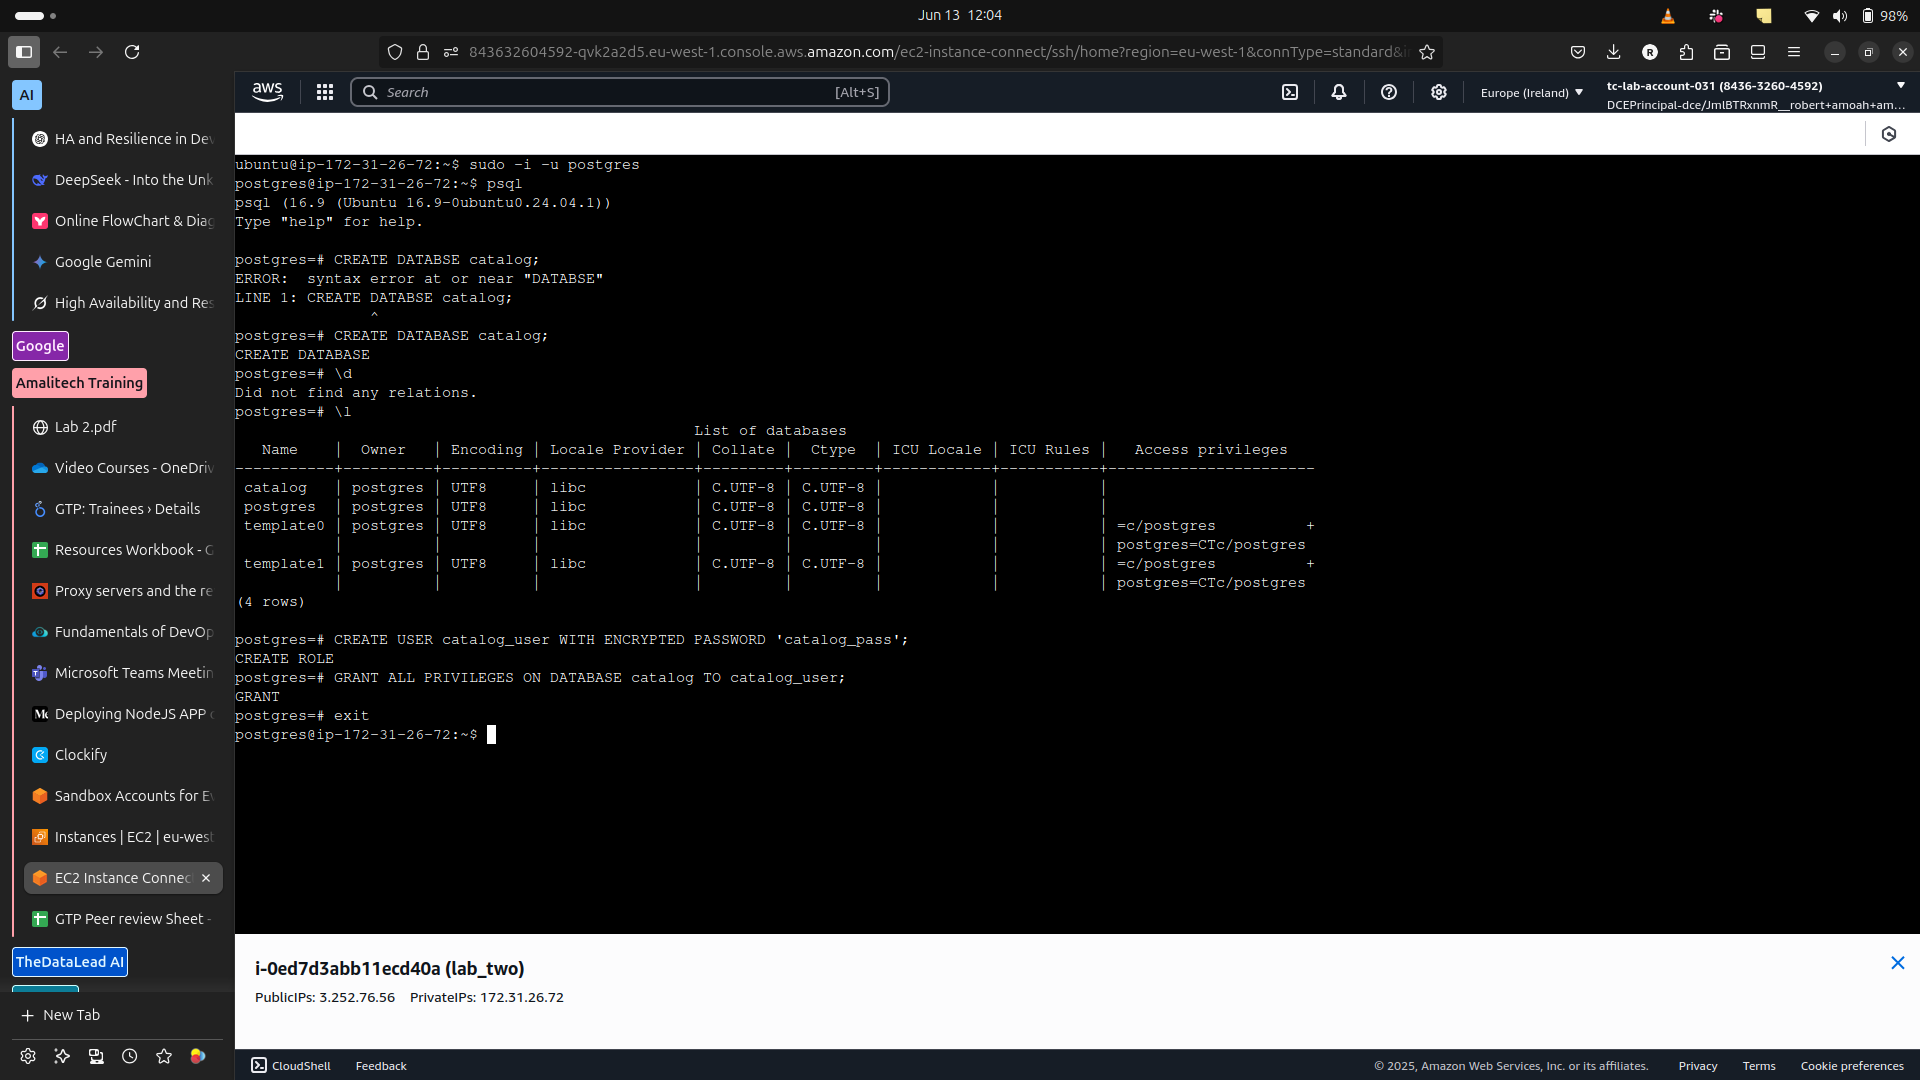 Jun 13 12:04
98%
843632604592-qvk2a2d5.eu-west-1.console.aws.amazon.com/ec2-instance-connect/ssh/home?region=eu-west-1&connType=standard&
AI
HA and Resilience in De
DeepSeek - Into the Unk
Online FlowChart & Diag
Google Gemini
High Availability and Res
Google
Amalitech Training
Lab 2.pdf
Video Courses - OneDriv
GTP: Trainees › Details
Resources Workbook - G
Proxy servers and the re
Fundamentals of DevOp
Microsoft Teams Meetin
Deploying NodeJS APP
Clockify
Sandbox Accounts for Ev
Instances | EC2 | eu-west
EC2 Instance Connec
GTP Peer review Sheet -
TheDataLead AI
New Tab
aws
Search
[Alt+S]
Europe (Ireland)
tc-lab-account-031 (8436-3260-4592)
DCEPrincipal-dce/JmlBTRxnmR__robert+amoah+am...
ubuntu@ip-172-31-26-72:~$ sudo -i -u postgres
postgres@ip-172-31-26-72:~$ psql
psql (16.9 (Ubuntu 16.9-0ubuntu0.24.04.1))
Type "help" for help.
postgres=# CREATE DATABSE catalog;
ERROR:  syntax error at or near "DATABSE"
LINE 1: CREATE DATABSE catalog;
^
postgres=# CREATE DATABASE catalog;
CREATE DATABASE
postgres=# \d
Did not find any relations.
postgres=# \l
List of databases
Name | Owner | Encoding | Locale Provider | Collate | Ctype | ICU Locale | ICU Rules | Access privileges
-----------+----------+----------+-----------------+---------+---------+------------+-----------+-----------------------
catalog | postgres | UTF8 | libc | C.UTF-8 | C.UTF-8 | | |
postgres | postgres | UTF8 | libc | C.UTF-8 | C.UTF-8 | | |
template0 | postgres | UTF8 | libc | C.UTF-8 | C.UTF-8 | | | =c/postgres +
| | | | | | | | postgres=CTc/postgres
template1 | postgres | UTF8 | libc | C.UTF-8 | C.UTF-8 | | | =c/postgres +
| | | | | | | | postgres=CTc/postgres
(4 rows)
postgres=# CREATE USER catalog_user WITH ENCRYPTED PASSWORD 'catalog_pass';
CREATE ROLE
postgres=# GRANT ALL PRIVILEGES ON DATABASE catalog TO catalog_user;
GRANT
postgres=# exit
postgres@ip-172-31-26-72:~$
i-0ed7d3abb11ecd40a (lab_two)
PublicIPs: 3.252.76.56 PrivateIPs: 172.31.26.72
CloudShell
Feedback
© 2025, Amazon Web Services, Inc. or its affiliates.
Privacy
Terms
Cookie preferences